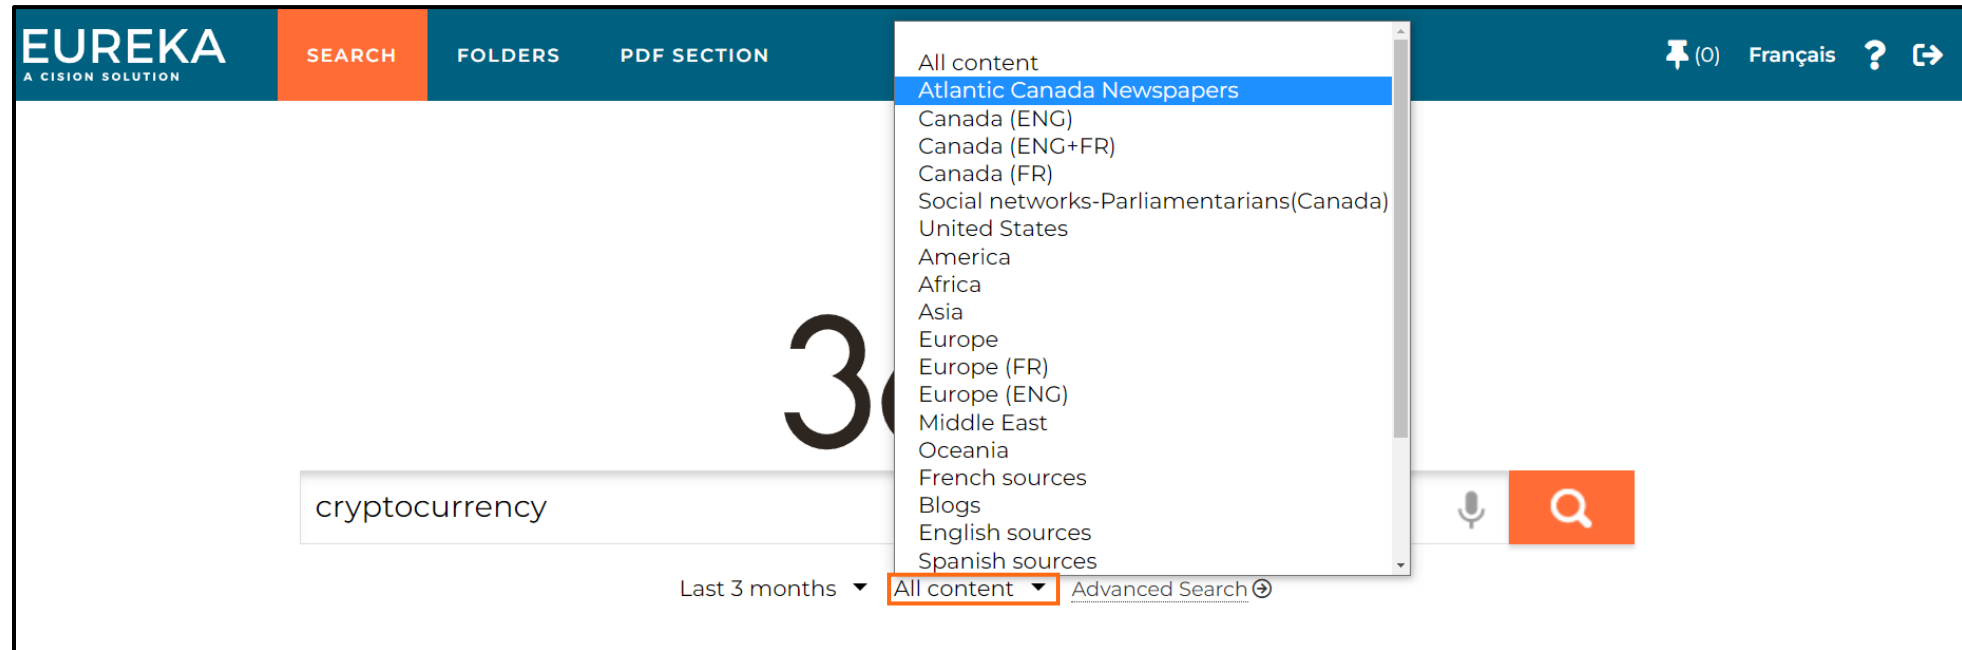 EUREKA
A CISION SOLUTION
SEARCH
FOLDERS
PDF SECTION
(0)
Français
?
All content
Atlantic Canada Newspapers
Canada (ENG)
Canada (ENG+FR)
Canada (FR)
Social networks-Parliamentarians(Canada)
United States
America
Africa
Asia
Europe
Europe (FR)
Europe (ENG)
Middle East
Oceania
French sources
Blogs
English sources
Spanish sources
3
cryptocurrency
Last 3 months
All content
Advanced Search